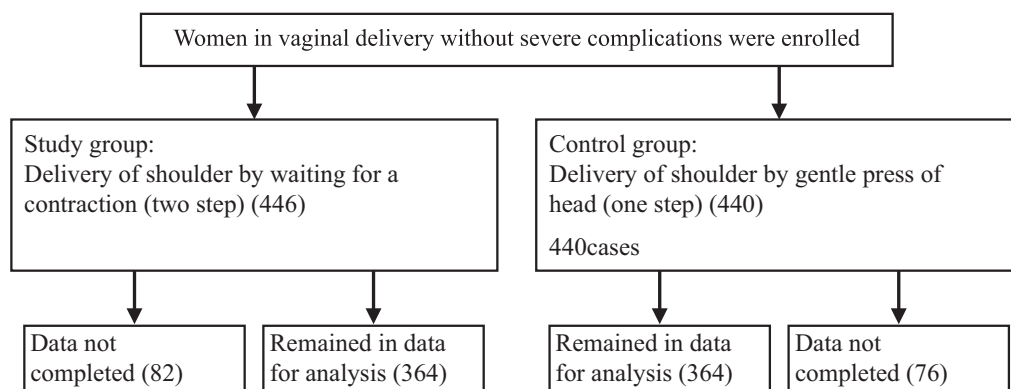 Women in vaginal delivery without severe complications were enrolled
Study group:
Delivery of shoulder by waiting for a
contraction (two step) (446)
Control group:
Delivery of shoulder by gentle press of
head (one step) (440)
440cases
Data not
completed (82)
Remained in data
for analysis (364)
Remained in data
for analysis (364)
Data not
completed (76)